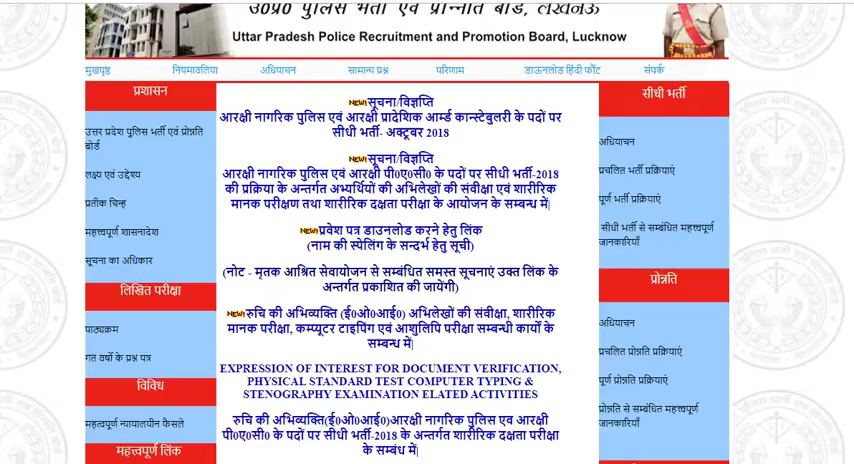 उ०प्र० पुलिस भर्ती एवं प्रोन्नति बोर्ड, लखनऊ
Uttar Pradesh Police Recruitment and Promotion Board, Lucknow
मुखपृष्ठ नियमावलिया अधियाचन सामान्य प्रश्न परिणाम डाऊनलोड हिंदी फौंट संपर्क
प्रशासन
उत्तर प्रदेश पुलिस भर्ती एवं प्रोन्नति
बोर्ड
लक्ष्य एवं उद्देश्य
प्रतीक चिन्ह
महत्त्वपूर्ण शासनादेश
सूचना का अधिकार
लिखित परीक्षा
पाठ्यक्रम
गत वर्षो के प्रश्न पत्र
विविध
महत्वपूर्ण न्यायालयीन फैसले
महत्त्वपूर्ण लिंक
NEW! सूचना/विज्ञप्ति
आरक्षी नागरिक पुलिस एवं आरक्षी प्रादेशिक आर्म्ड कान्स्टेबुलरी के पदों पर
सीधी भर्ती- अक्टूबर 2018
NEW! सूचना/विज्ञप्ति
आरक्षी नागरिक पुलिस एवं आरक्षी पी0ए0सी0 के पदों पर सीधी भर्ती-2018
की प्रक्रिया के अन्तर्गत अभ्यर्थियों की अभिलेखों की संवीक्षा एवं शारीरिक
मानक परीक्षण तथा शारीरिक दक्षता परीक्षा के आयोजन के सम्बन्ध में|
NEW! प्रवेश पत्र डाउनलोड करने हेतु लिंक
(नाम की स्पेलिंग के सन्दर्भ हेतु सूची)
(नोट - मृतक आश्रित सेवायोजन से सम्बंधित समस्त सूचनाएं उक्त लिंक के
अन्तर्गत प्रकाशित की जायेंगी)
NEW! रुचि की अभिव्यक्ति (ई0ओ0आई0) अभिलेखों की संवीक्षा, शारीरिक
मानक परीक्षा, कम्प्यूटर टाइपिंग एवं आशुलिपि परीक्षा सम्बन्धी कार्यों के
सम्बन्ध में|
EXPRESSION OF INTEREST FOR DOCUMENT VERIFICATION,
PHYSICAL STANDARD TEST COMPUTER TYPING &
STENOGRAPHY EXAMINATION ELATED ACTIVITIES
रुचि की अभिव्यक्ति(ई0ओ0आई0)आरक्षी नागरिक पुलिस एव आरक्षी
पी0ए0सी0 के पदों पर सीधी भर्ती-2018 के अन्तर्गत शारीरिक दक्षता परीक्षा
के सम्बंध में|
सीधी भर्ती
अधियाचन
प्रचलित भर्ती प्रक्रियाएं
पूर्ण भर्ती प्रक्रियाएं
सीधी भर्ती से सम्बंधित महत्त्वपूर्ण
जानकारियाँ
प्रोन्नति
अधियाचन
प्रचलित प्रोन्नति प्रक्रियाएं
पूर्ण प्रोन्नति प्रक्रियाएं
प्रोन्नति से सम्बंधित महत्त्वपूर्ण
जानकारियाँ